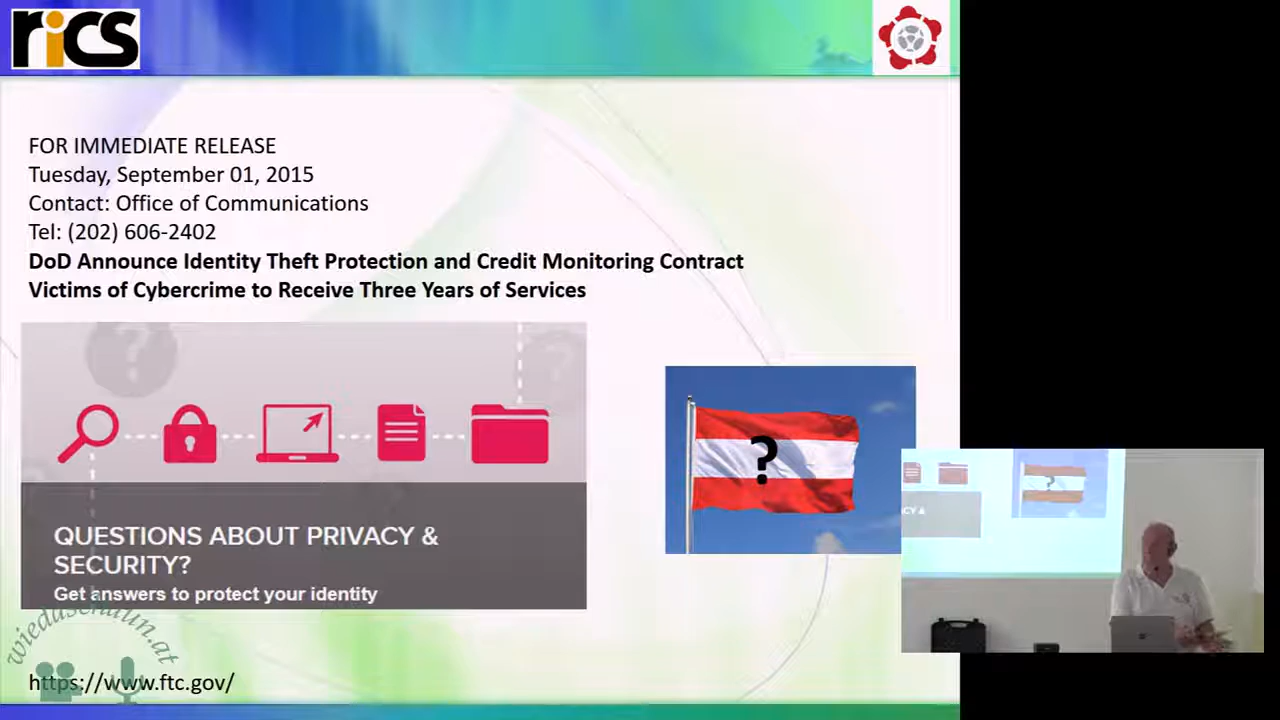 rics
FOR IMMEDIATE RELEASE
Tuesday, September 01, 2015
Contact: Office of Communications
Tel: (202) 606-2402
DoD Announce Identity Theft Protection and Credit Monitoring Contract
Victims of Cybercrime to Receive Three Years of Services
?
?
QUESTIONS ABOUT PRIVACY &
SECURITY?
Get answers to protect your identity
wieduschaun.at
https://www.ftc.gov/